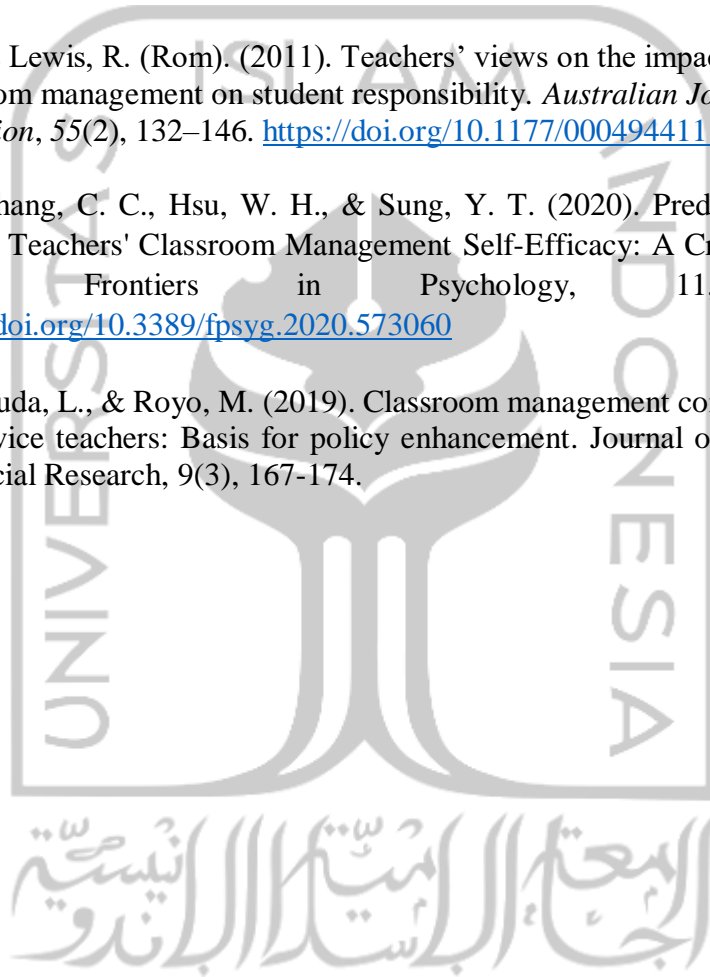 Lewis, R. (Rom). (2011). Teachers’ views on the impac
om management on student responsibility. Australian Jo
ion, 55(2), 132–146. https://doi.org/10.1177/000494411
hang, C. C., Hsu, W. H., & Sung, Y. T. (2020). Pred
Teachers' Classroom Management Self-Efficacy: A Cr
Frontiers in Psychology, 11.
doi.org/10.3389/fpsyg.2020.573060
uda, L., & Royo, M. (2019). Classroom management co
vice teachers: Basis for policy enhancement. Journal o
cial Research, 9(3), 167-174.
ISLAM
UNIVERSITAS
INDONESIA